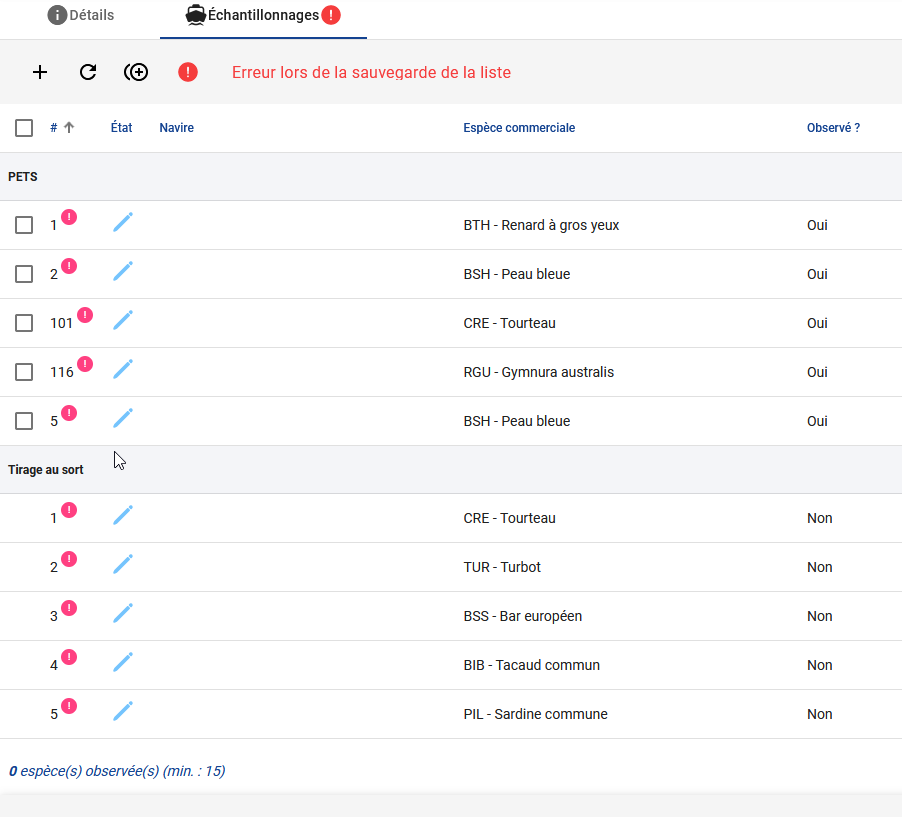 Détails Échantillonnages
Erreur lors de la sauvegarde de la liste
# État Navire Espèce commerciale Observé ?
PETS
1 BTH - Renard à gros yeux Oui
2 BSH - Peau bleue Oui
101 CRE - Tourteau Oui
116 RGU - Gymnura australis Oui
5 BSH - Peau bleue Oui
Tirage au sort
1 CRE - Tourteau Non
2 TUR - Turbot Non
3 BSS - Bar européen Non
4 BIB - Tacaud commun Non
5 PIL - Sardine commune Non
0 espèce(s) observée(s) (min. : 15)